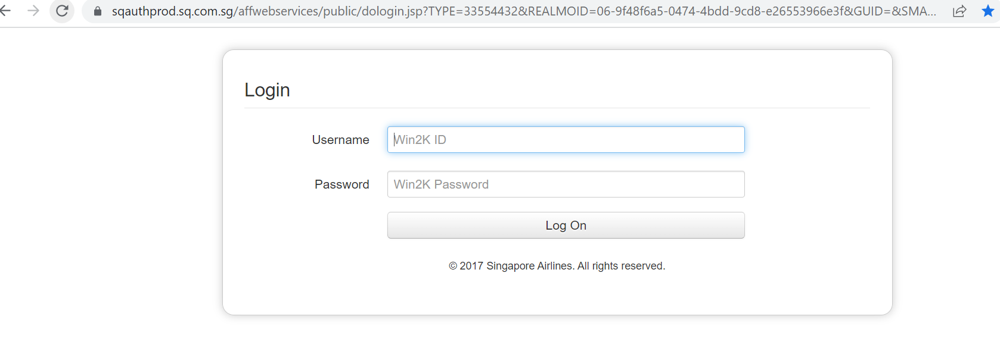 sqauthprod.sq.com.sg/affwebservices/public/dologin.jsp?TYPE=33554432&REALMOID=06-9f48f6a5-0474-4bdd-9cd8-e26553966e3f&GUID=&SMA...
Login
Username Win2K ID
Password Win2K Password
Log On
© 2017 Singapore Airlines. All rights reserved.